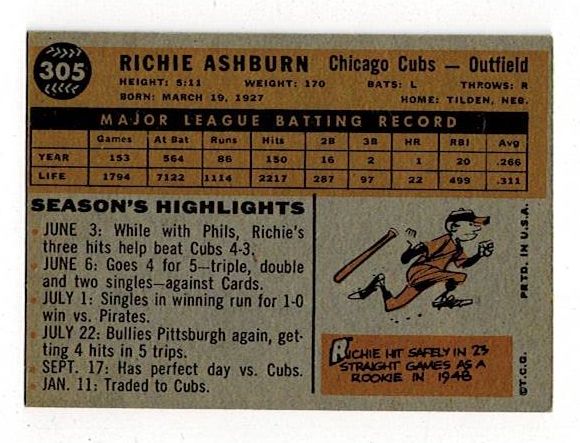 305
RICHIE ASHBURN Chicago Cubs — Outfield
HEIGHT: 5:11 WEIGHT: 170 BATS: L THROWS: R
BORN: MARCH 19, 1927 HOME: TILDEN, NEB.
MAJOR LEAGUE BATTING RECORD
Games At Bat Runs Hits 2B 3B HR RBI Avg
YEAR 153 564 86 150 16 2 1 20 .266
LIFE 1794 7122 1114 2217 287 97 22 499 .311
SEASON'S HIGHLIGHTS
JUNE 3: While with Phils, Richie's
three hits help beat Cubs 4-3.
JUNE 6: Goes 4 for 5—triple, double
and two singles—against Cards.
JULY 1: Singles in winning run for 1-0
win vs. Pirates.
JULY 22: Bullies Pittsburgh again, get-
ting 4 hits in 5 trips.
SEPT. 17: Has perfect day vs. Cubs.
JAN. 11: Traded to Cubs.
RICHIE HIT SAFELY IN 23
STRAIGHT GAMES AS A
ROOKIE IN 1948
©T.C.G. PRTD. IN U.S.A.